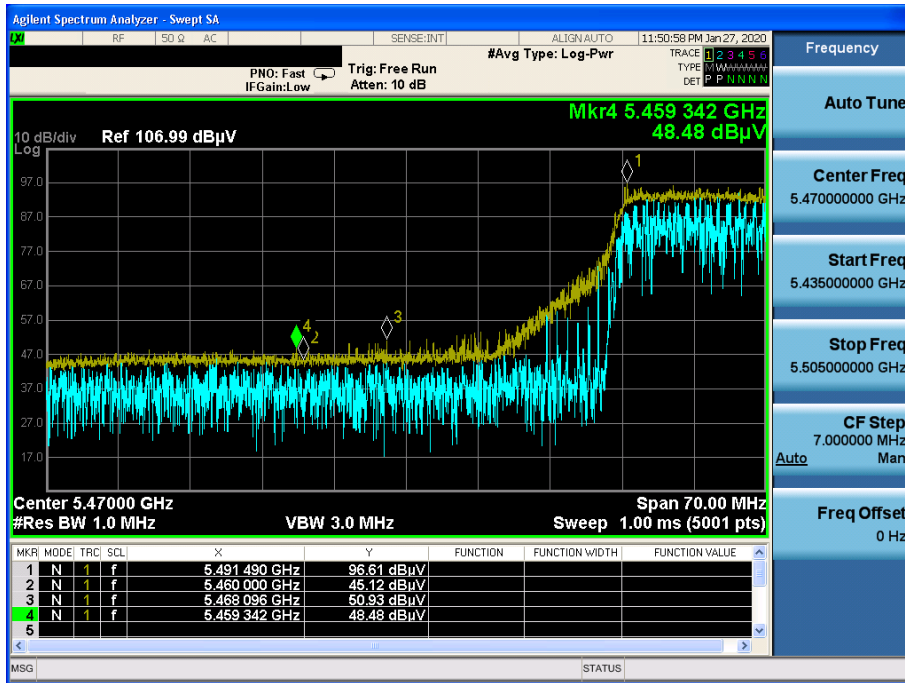 Agilent Spectrum Analyzer - Swept SA
LXI RF 50 Ω AC SENSE:INT ALIGN AUTO 11:50:58 PM Jan 27, 2020
PNO: Fast
IFGain:Low
Trig: Free Run
Atten: 10 dB
#Avg Type: Log-Pwr
TRACE 1 2 3 4 5 6
TYPE M W W W W W
DET P P N N N N
Mkr4 5.459 342 GHz
48.48 dBµV
10 dB/div Ref 106.99 dBµV
Log
97.0
87.0
77.0
67.0
57.0
47.0
37.0
27.0
17.0
1
4
2
3
Center 5.47000 GHz Span 70.00 MHz
#Res BW 1.0 MHz VBW 3.0 MHz Sweep 1.00 ms (5001 pts)
MKR MODE TRC SCL X Y FUNCTION FUNCTION WIDTH FUNCTION VALUE
1 N 1 f 5.491 490 GHz 96.61 dBµV
2 N 1 f 5.460 000 GHz 45.12 dBµV
3 N 1 f 5.468 096 GHz 50.93 dBµV
4 N 1 f 5.459 342 GHz 48.48 dBµV
5
MSG STATUS
Frequency
Auto Tune
Center Freq
5.470000000 GHz
Start Freq
5.435000000 GHz
Stop Freq
5.505000000 GHz
CF Step
7.000000 MHz
Auto Man
Freq Offset
0 Hz